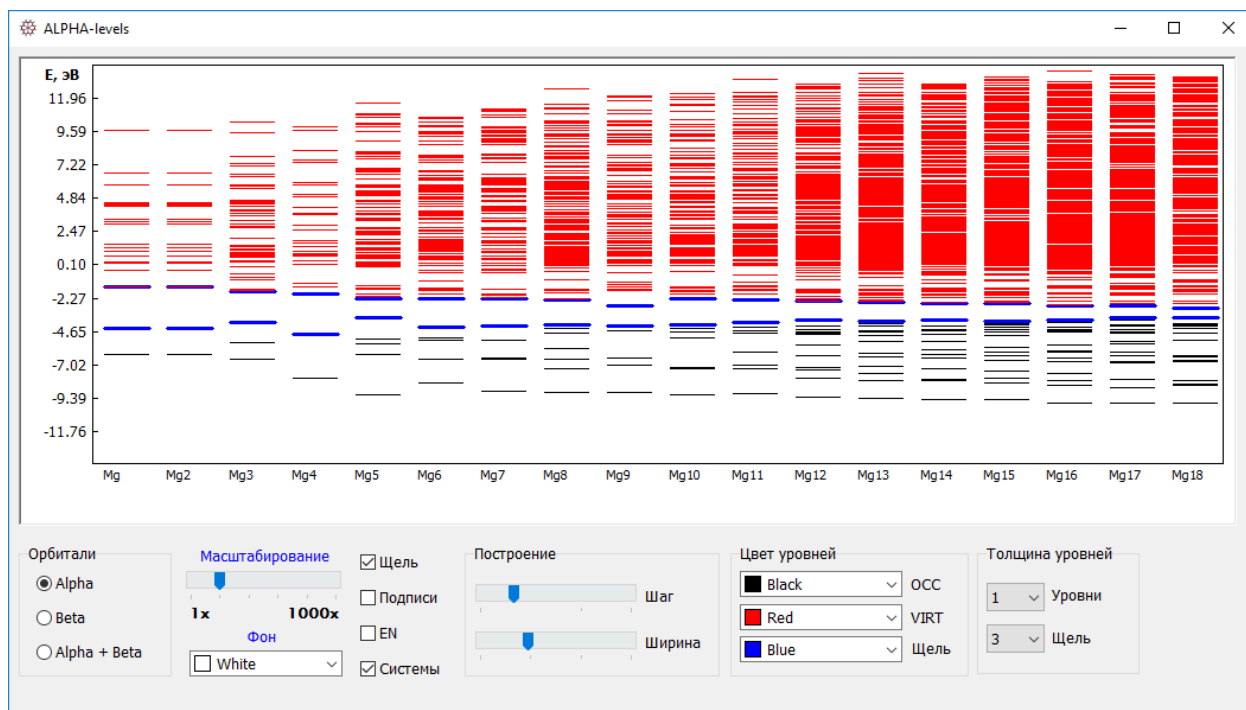 ALPHA-levels
E, эВ
11.96
9.59
7.22
4.84
2.47
0.10
-2.27
-4.65
-7.02
-9.39
-11.76
Mg Mg2 Mg3 Mg4 Mg5 Mg6 Mg7 Mg8 Mg9 Mg10 Mg11 Mg12 Mg13 Mg14 Mg15 Mg16 Mg17 Mg18
Орбитали
Alpha
Beta
Alpha + Beta
Масштабирование
1x 1000x
Фон
White
Щель
Подписи
EN
Системы
Построение
Шаг
Ширина
Цвет уровней
Black OCC
Red VIRT
Blue Щель
Толщина уровней
1 Уровни
3 Щель